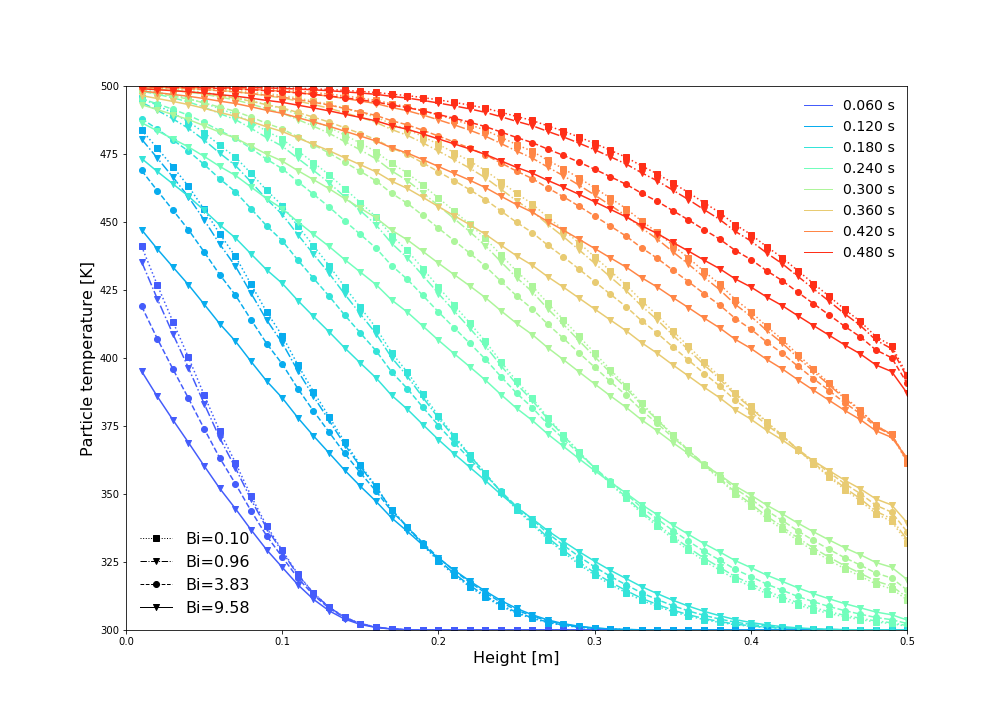 500
475
450
425
400
375
350
325
300
0.0
0.1
0.2
0.3
0.4
0.5
Particle temperature [K]
Height [m]
0.060 s
0.120 s
0.180 s
0.240 s
0.300 s
0.360 s
0.420 s
0.480 s
Bi=0.10
Bi=0.96
Bi=3.83
Bi=9.58